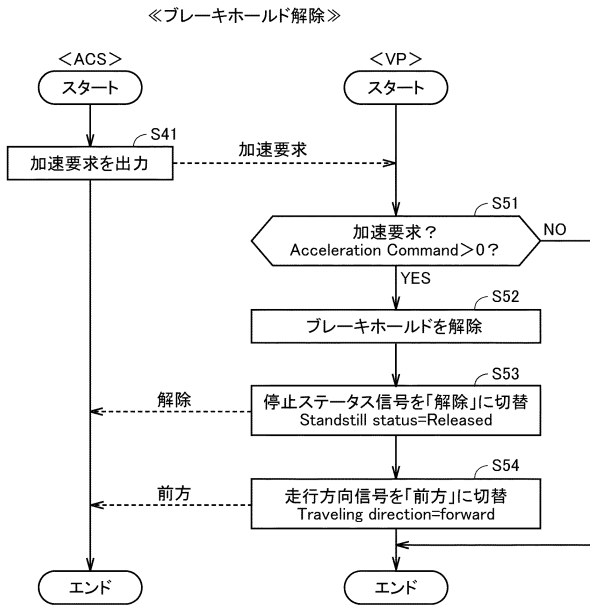 ≪ブレーキホールド解除≫
＜ACS＞
＜VP＞
スタート
スタート
S41
加速要求を出力
加速要求
S51
加速要求？
Acceleration Command＞0？
NO
YES
S52
ブレーキホールドを解除
S53
停止ステータス信号を「解除」に切替
Standstill status=Released
解除
S54
走行方向信号を「前方」に切替
Traveling direction=forward
前方
エンド
エンド